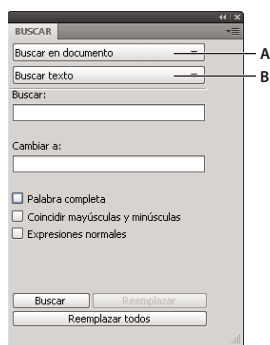 BUSCAR
Buscar en documento
A
Buscar texto
B
Buscar:
Cambiar a:
Palabra completa
Coincidir mayúsculas y minúsculas
Expresiones normales
Buscar
Reemplazar
Reemplazar todos